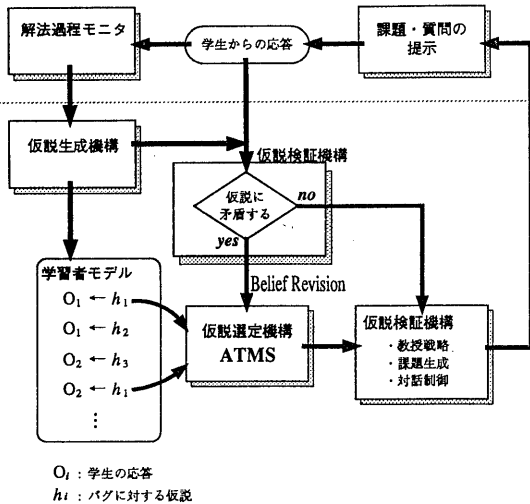 解法過程モニタ
学生からの応答
課題・質問の
提示
仮説生成機構
仮説検証機構
仮説に
矛盾する
no
yes
Belief Revision
学習者モデル
O1 ← h1
O1 ← h2
O2 ← h3
O2 ← h1
⋮
仮説選定機構
ATMS
仮説検証機構
・教授戦略
・課題生成
・対話制御
Oi : 学生の応答
hi : バグに対する仮説